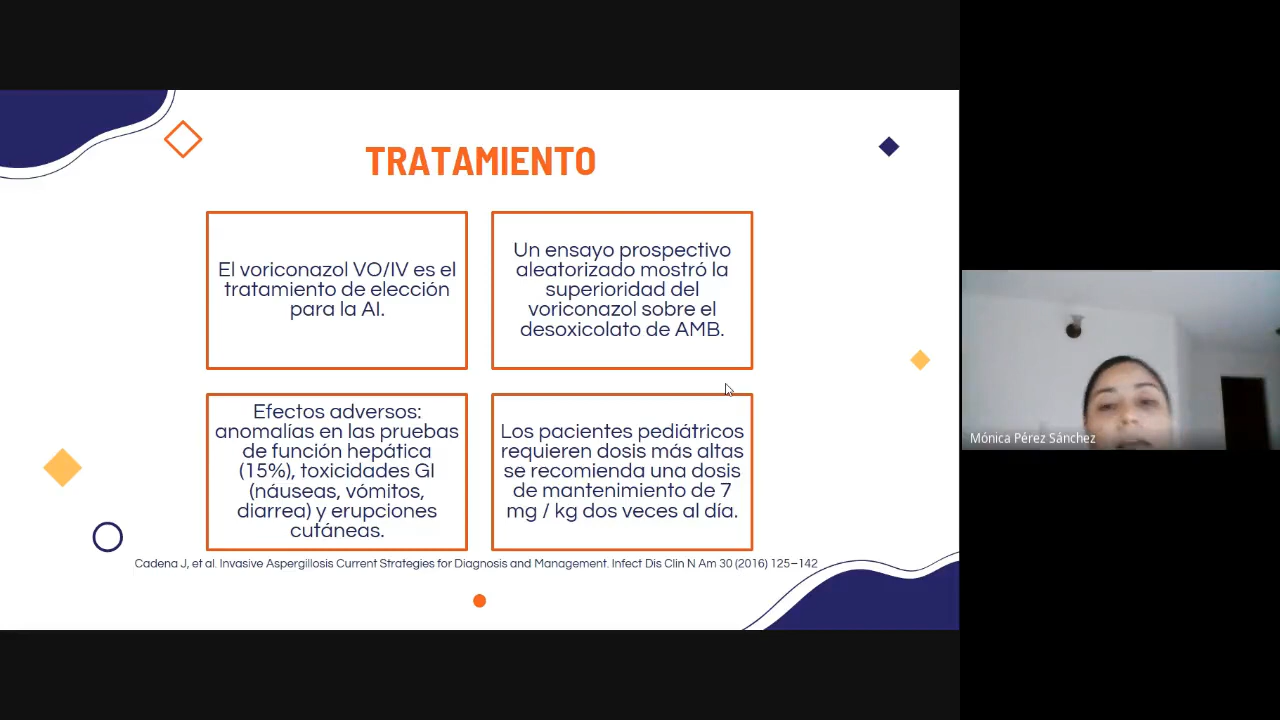 TRATAMIENTO
El voriconazol VO/IV es el
tratamiento de elección
para la AI.
Un ensayo prospectivo
aleatorizado mostró la
superioridad del
voriconazol sobre el
desoxicolato de AMB.
Efectos adversos:
anomalías en las pruebas
de función hepática
(15%), toxicidades GI
(náuseas, vómitos,
diarrea) y erupciones
cutáneas.
Los pacientes pediátricos
requieren dosis más altas
se recomienda una dosis
de mantenimiento de 7
mg / kg dos veces al día.
Cadena J, et al. Invasive Aspergillosis Current Strategies for Diagnosis and Management. Infect Dis Clin N Am 30 (2016) 125–142
Mónica Pérez Sánchez